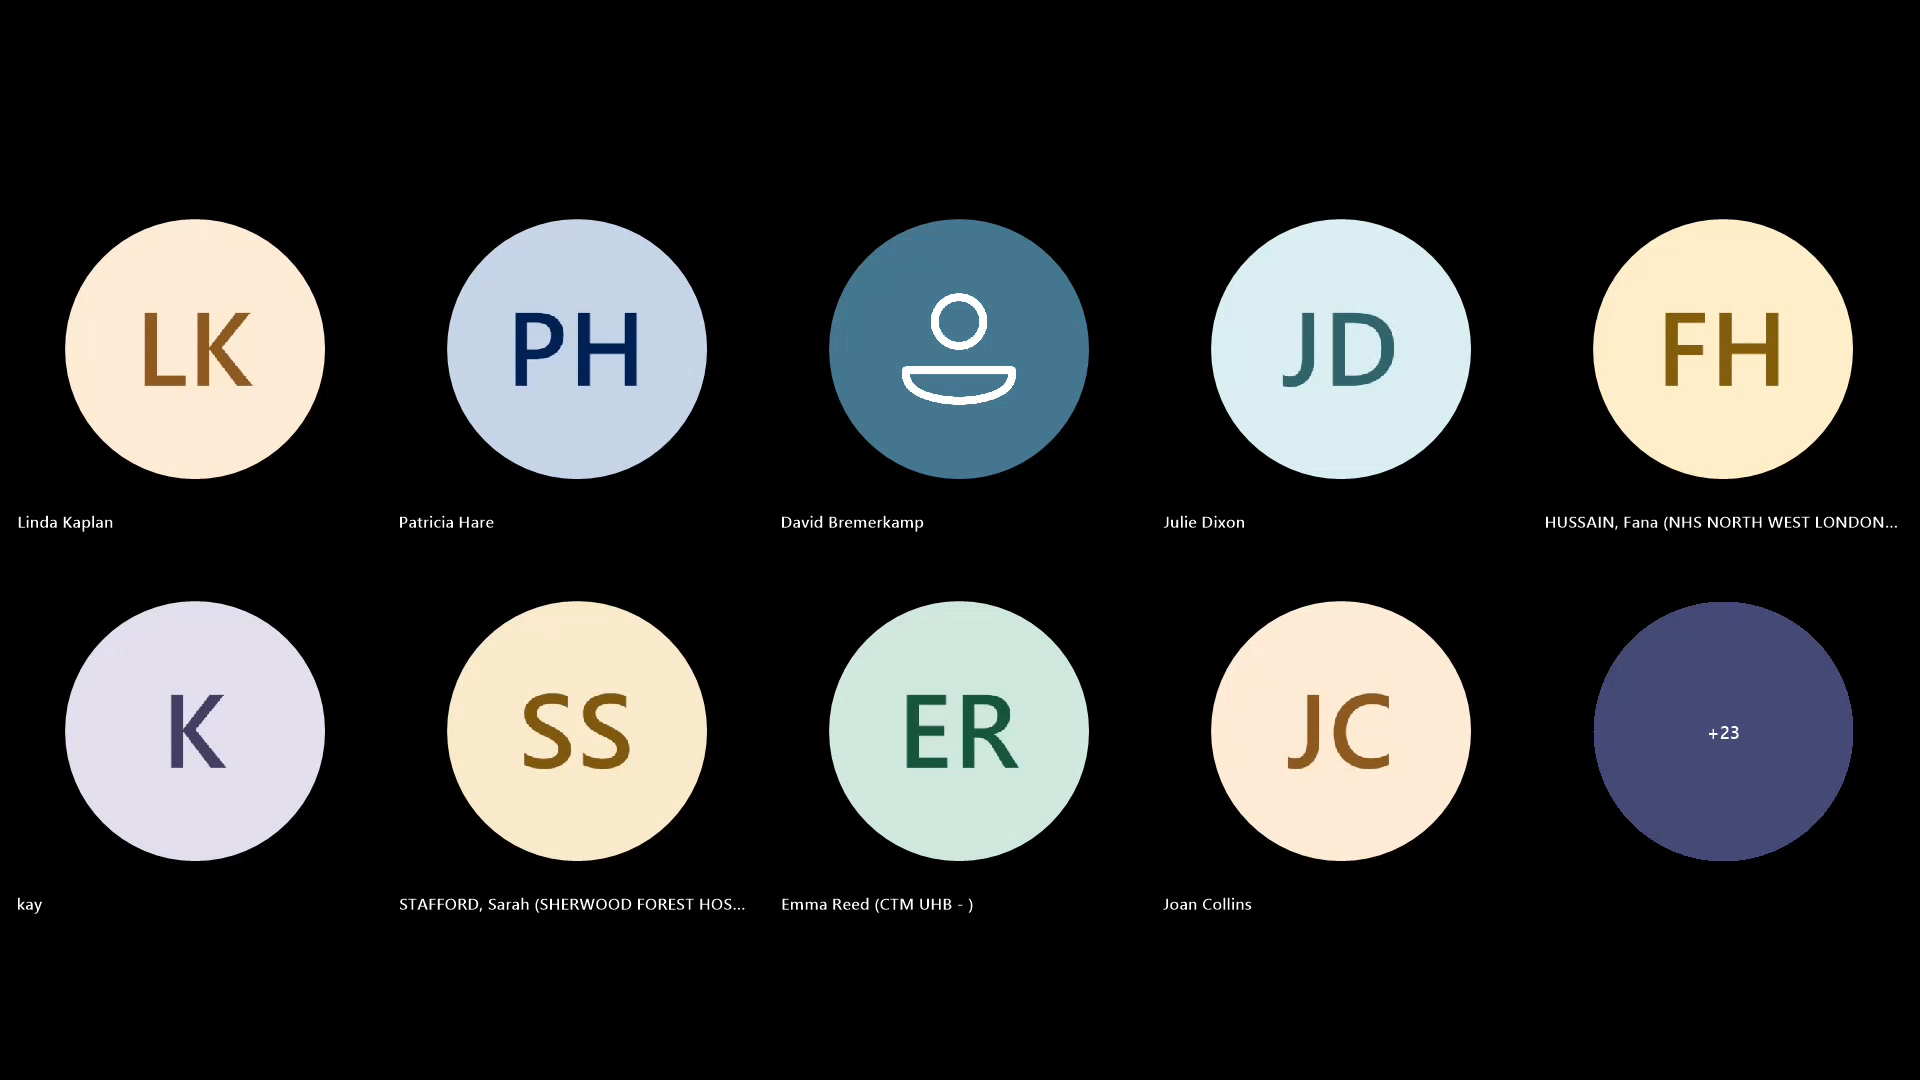 LK
PH
JD
FH
Linda Kaplan
Patricia Hare
David Bremerkamp
Julie Dixon
HUSSAIN, Fana (NHS NORTH WEST LONDON...
K
SS
ER
JC
+23
kay
STAFFORD, Sarah (SHERWOOD FOREST HOS...
Emma Reed (CTM UHB - )
Joan Collins